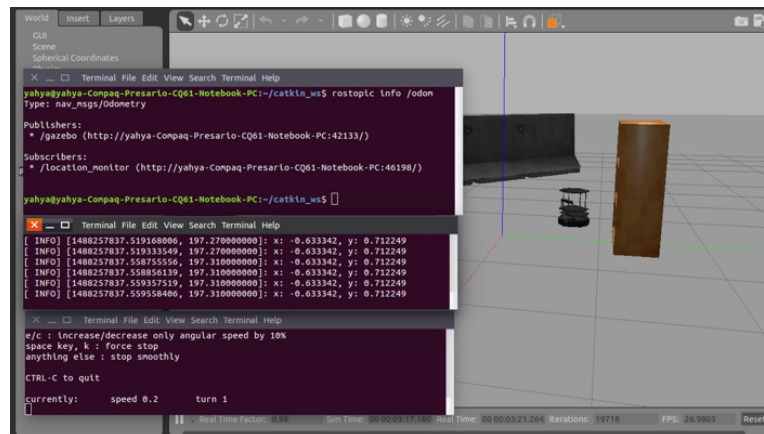 World Insert Layers
GUI
Scene
Spherical Coordinates
Terminal File Edit View Search Terminal Help
yahya@yahya-Compaq-Presario-CQ61-Notebook-PC:~/catkin_ws$ rostopic info /odom
Type: nav_msgs/Odometry
Publishers:
* /gazebo (http://yahya-Compaq-Presario-CQ61-Notebook-PC:42133/)
Subscribers:
* /location_monitor (http://yahya-Compaq-Presario-CQ61-Notebook-PC:46198/)
yahya@yahya-Compaq-Presario-CQ61-Notebook-PC:~/catkin_ws$
Terminal File Edit View Search Terminal Help
[ INFO] [1488257837.519168006, 197.270000000]: x: -0.633342, y: 0.712249
[ INFO] [1488257837.519333549, 197.270000000]: x: -0.633342, y: 0.712249
[ INFO] [1488257837.558755556, 197.310000000]: x: -0.633342, y: 0.712249
[ INFO] [1488257837.558856139, 197.310000000]: x: -0.633342, y: 0.712249
[ INFO] [1488257837.559357519, 197.310000000]: x: -0.633342, y: 0.712249
[ INFO] [1488257837.559558406, 197.310000000]: x: -0.633342, y: 0.712249
Terminal File Edit View Search Terminal Help
e/c : increase/decrease only angular speed by 10%
space key, k : force stop
anything else : stop smoothly
CTRL-C to quit
currently: speed 0.2 turn 1
Real Time Factor: 0.98 Sim Time: 00 00:03:17.180 Real Time: 00 00:03:21.264 Iterations: 19718 FPS: 26.9803 Reset